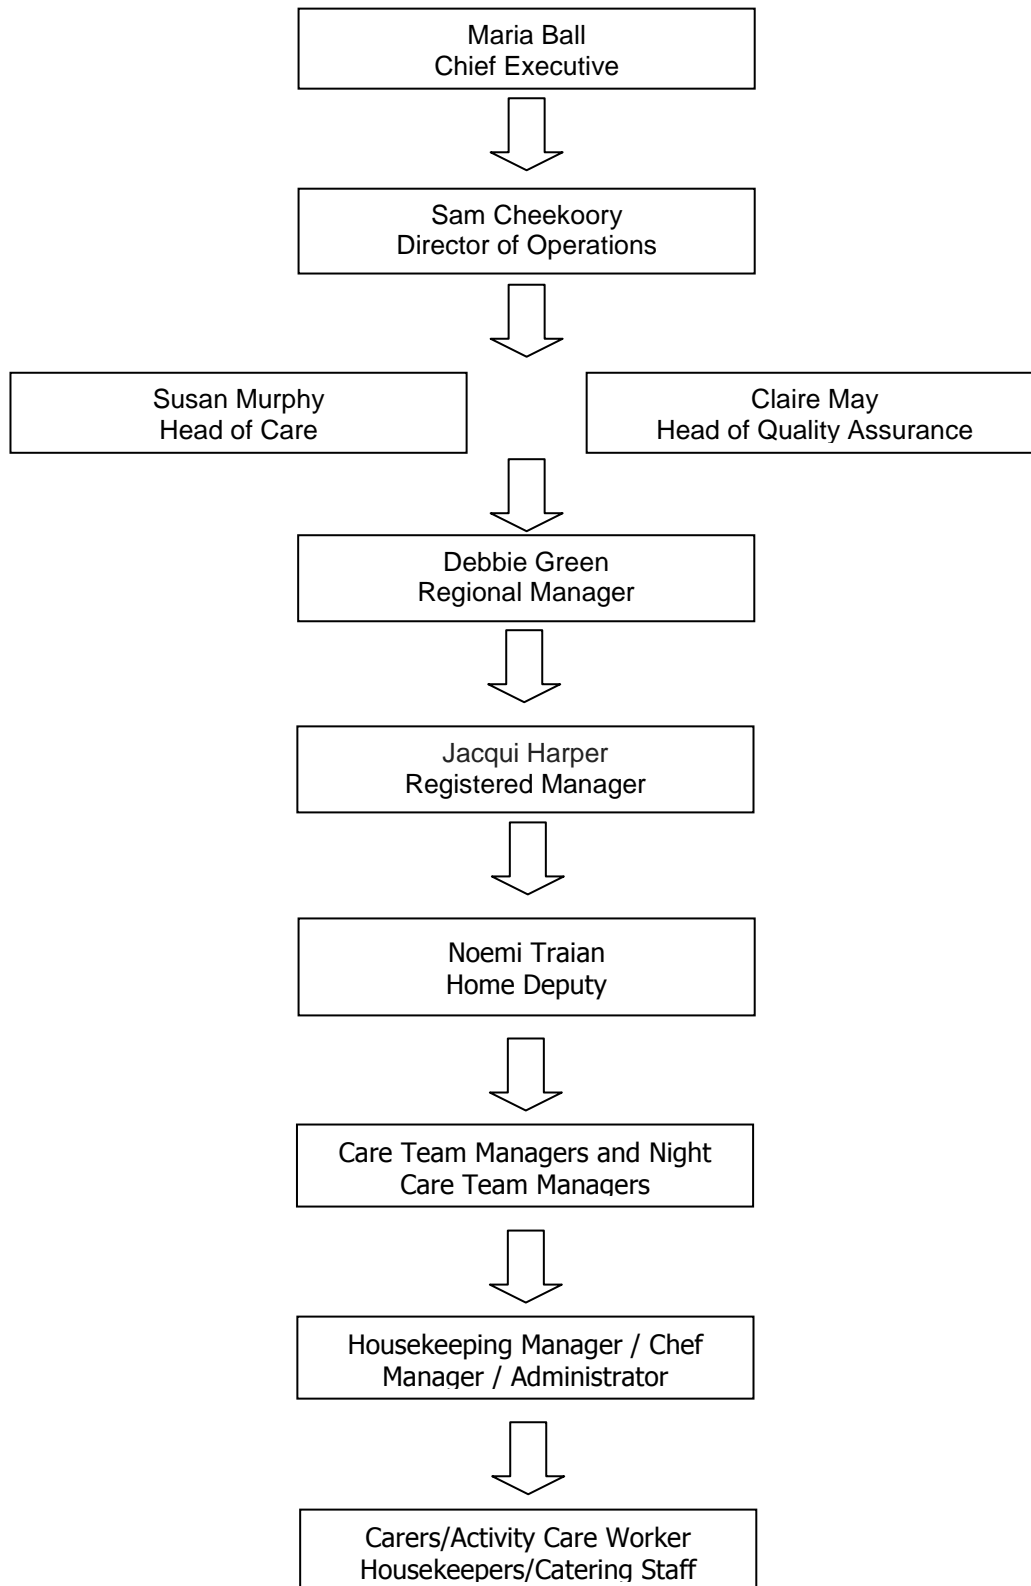 Maria Ball
Chief Executive
Sam Cheekoory
Director of Operations
Susan Murphy
Head of Care
Claire May
Head of Quality Assurance
Debbie Green
Regional Manager
Jacqui Harper
Registered Manager
Noemi Traian
Home Deputy
Care Team Managers and Night
Care Team Managers
Housekeeping Manager / Chef
Manager / Administrator
Carers/Activity Care Worker
Housekeepers/Catering Staff